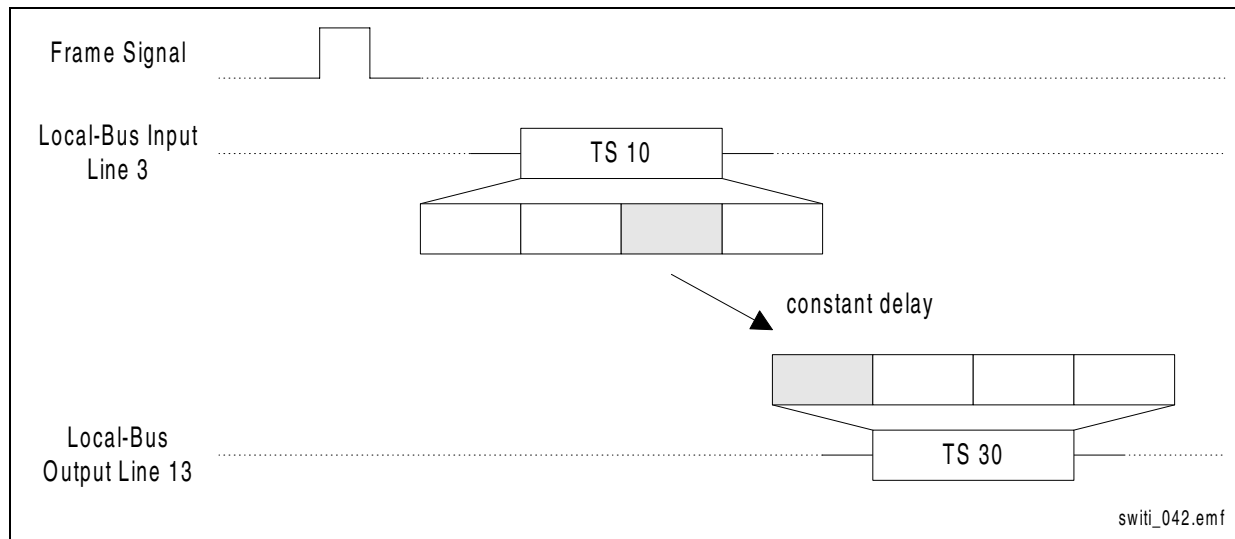 Frame Signal
Local-Bus Input
Line 3
TS 10
constant delay
Local-Bus
Output Line 13
TS 30
switi_042.emf